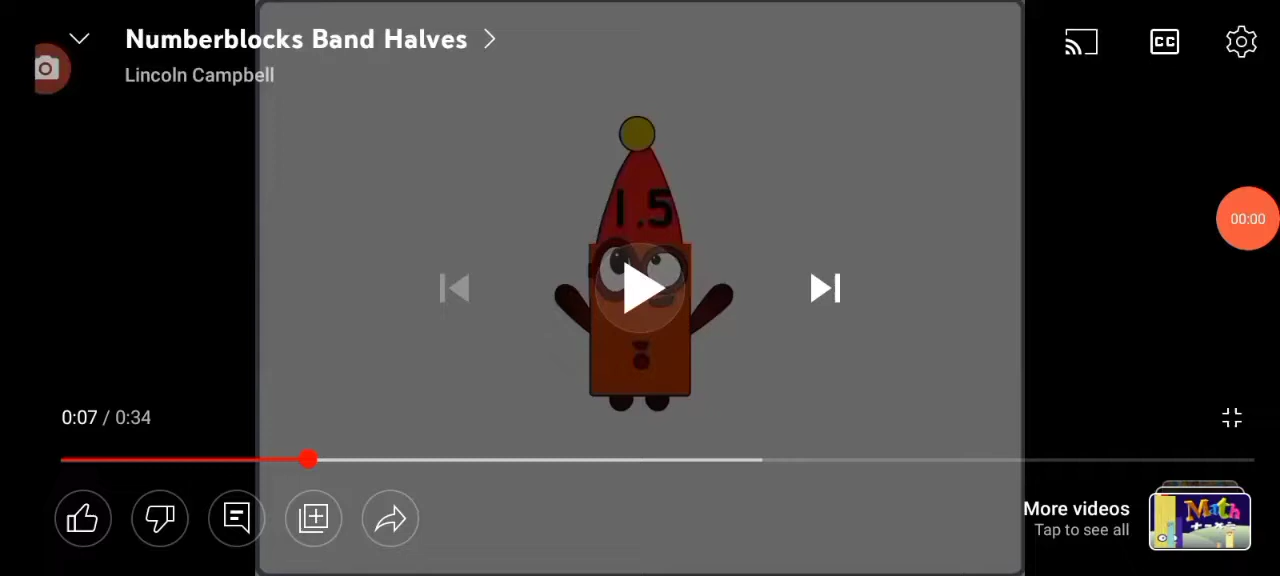 Numberblocks Band Halves
Lincoln Campbell
CC
1.5
00:00
0:07 / 0:34
More videos
Tap to see all
Math